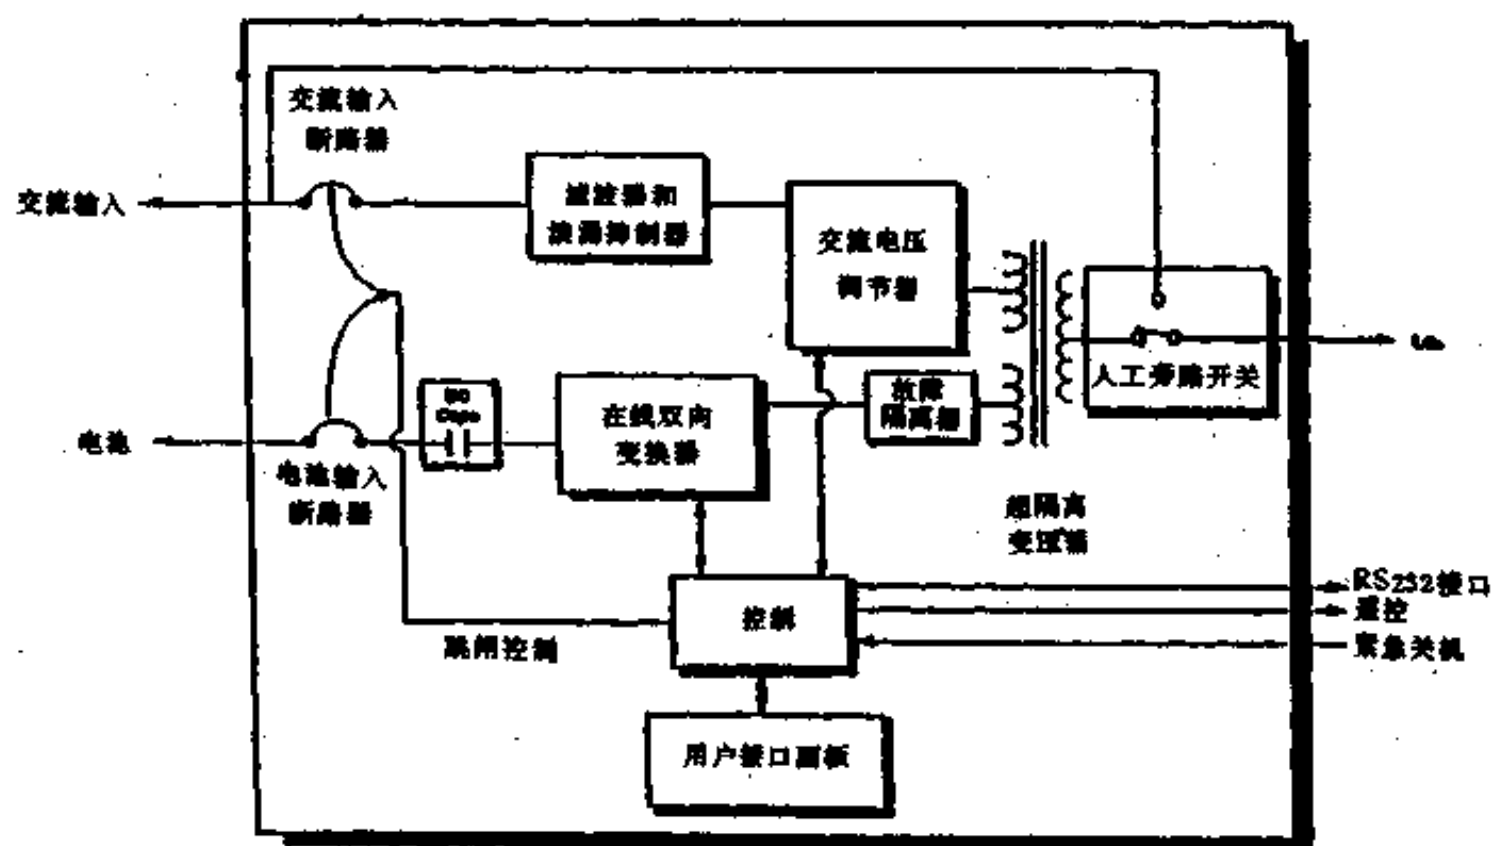 交流输入
断路器
交流输入
滤波器和
浪涌抑制器
交流电压
调节器
人工旁路开关
DC
Caps
在线双向
变换器
故障
隔离器
电池
电池输入
断路器
超隔离
变压器
RS232接口
遥控
紧急关机
控制
跳闸控制
用户接口面板